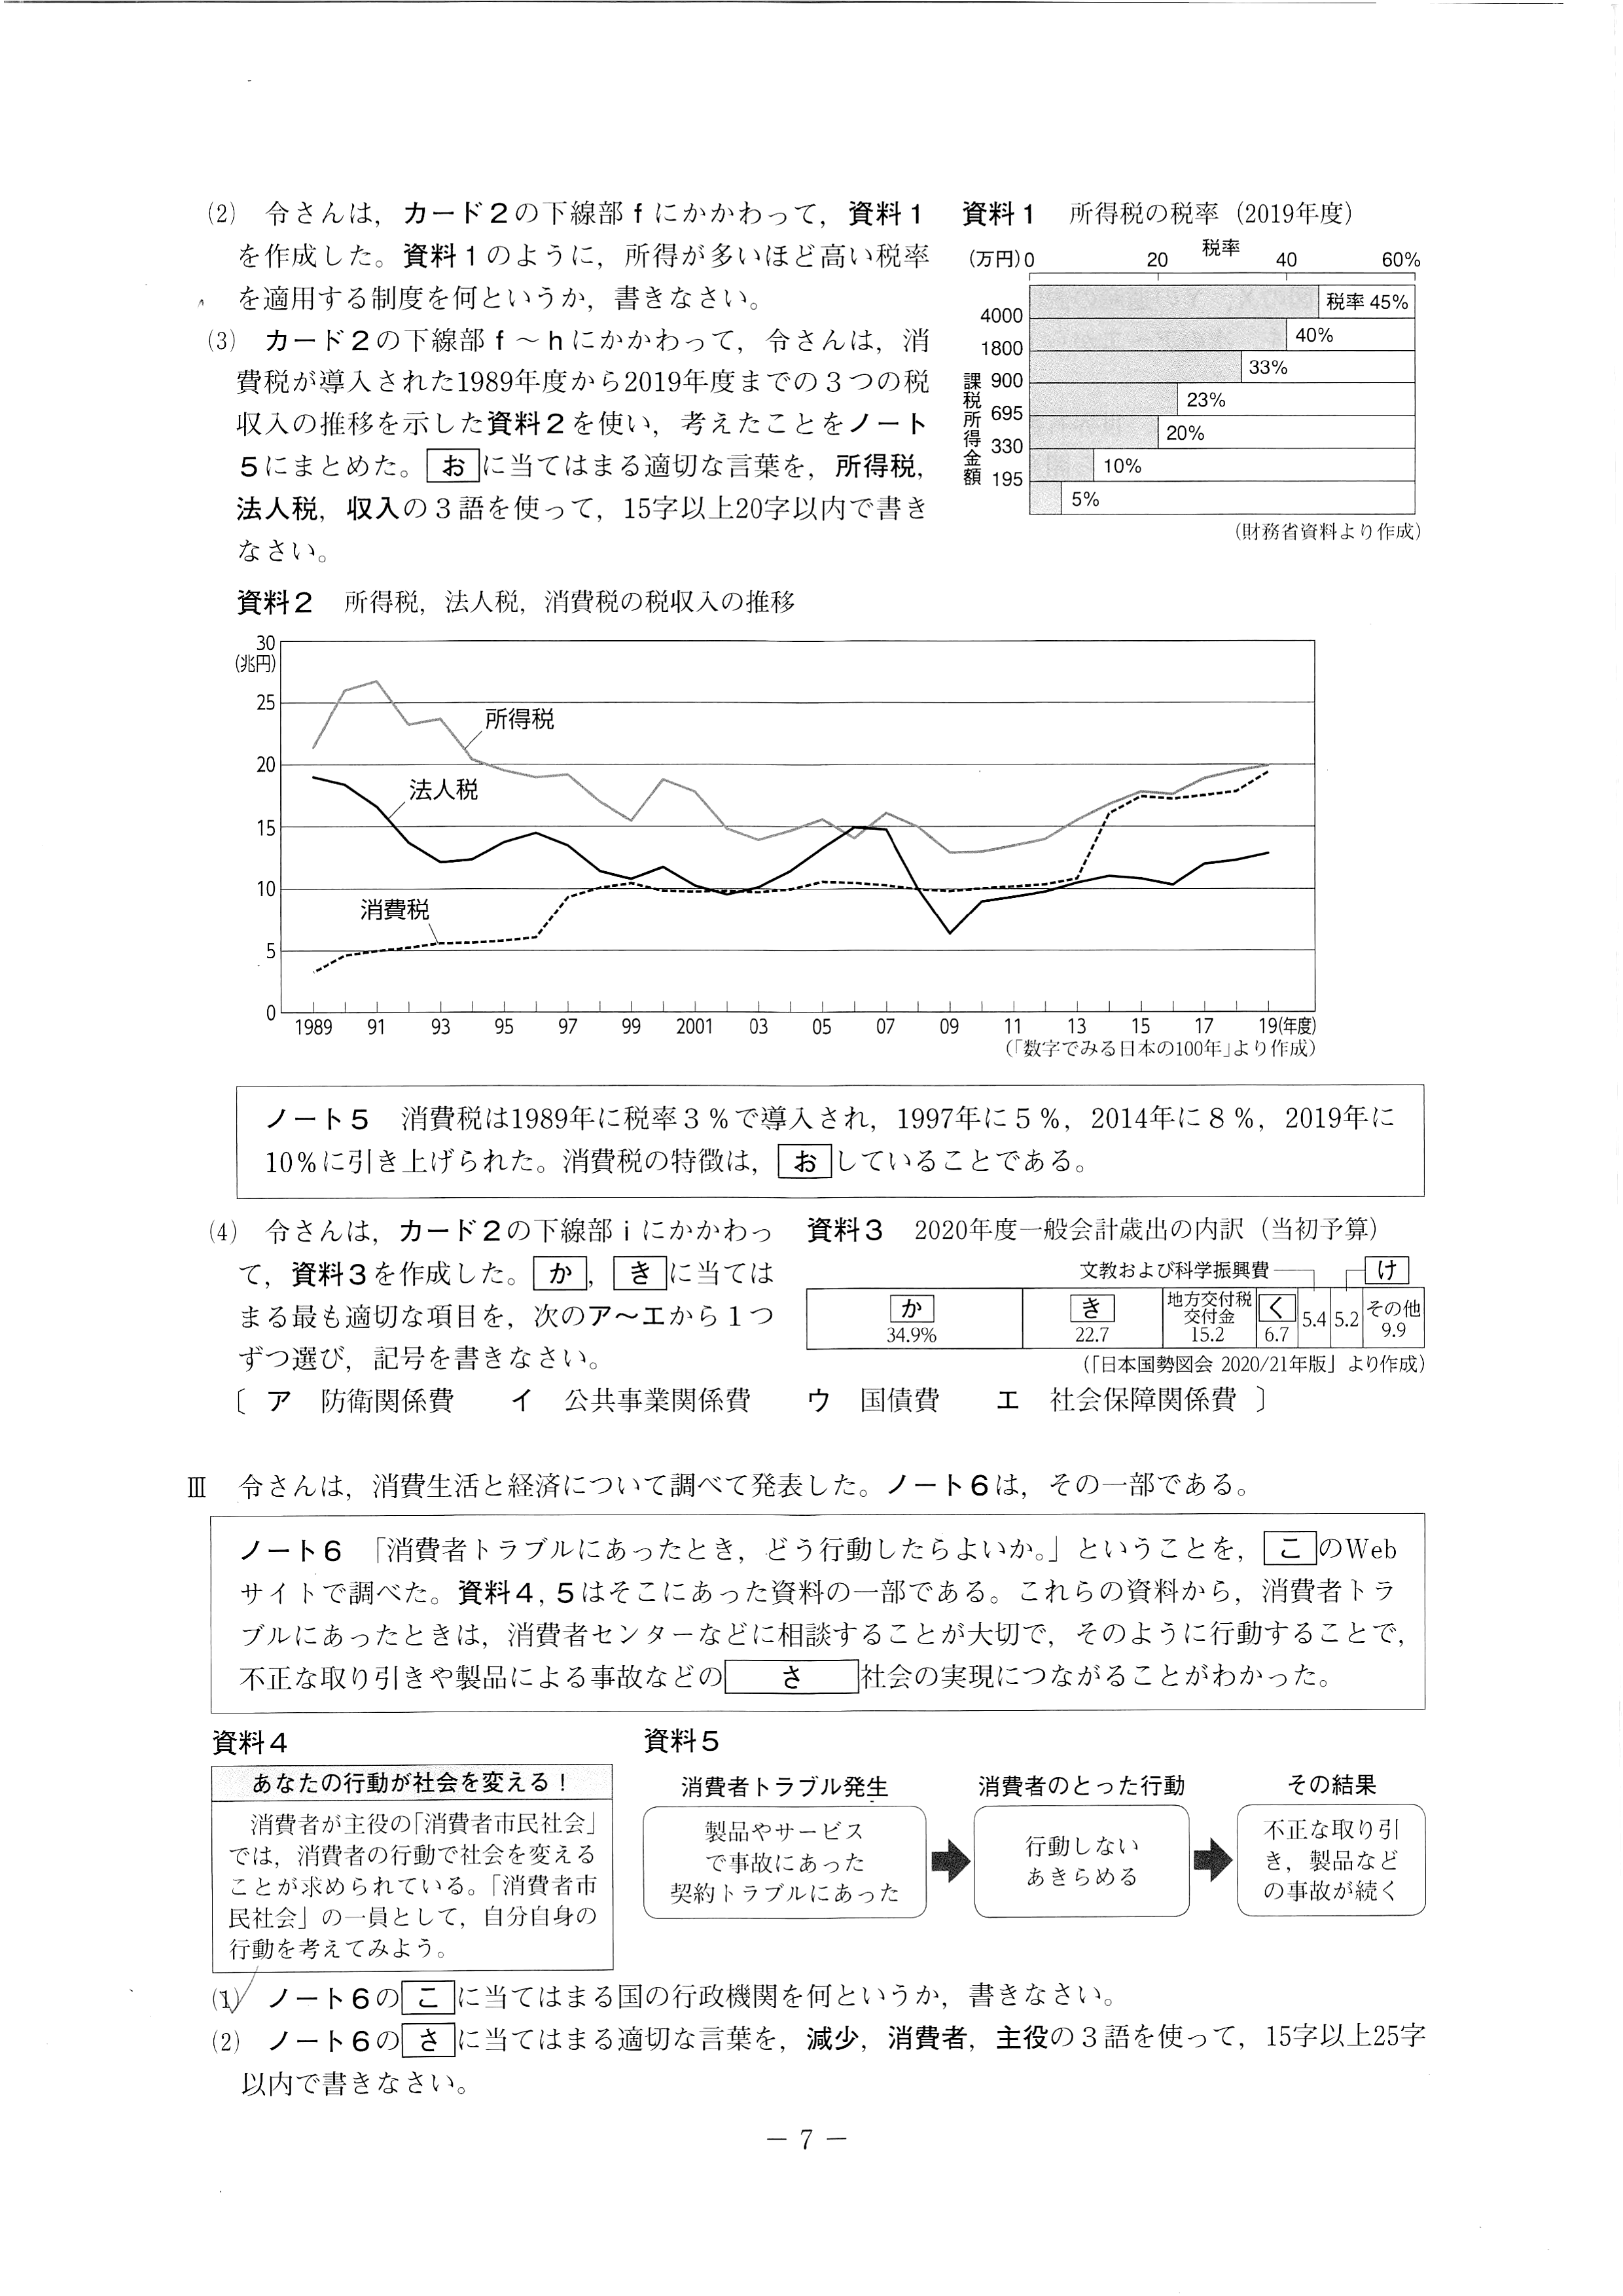 (2) 令さんは，カード2の下線部fにかかわって，資料1
を作成した。資料1のように，所得が多いほど高い税率
を適用する制度を何というか，書きなさい。
(3) カード2の下線部f～hにかかわって，令さんは，消
費税が導入された1989年度から2019年度までの3つの税
収入の推移を示した資料2を使い，考えたことをノート
5にまとめた。おに当てはまる適切な言葉を，所得税，
法人税，収入の3語を使って，15字以上20字以内で書き
なさい。
資料1 所得税の税率（2019年度）
税率
(万円) 0 20 40 60%
課税所得金額
4000
1800
900
695
330
195
税率 45%
40%
33%
23%
20%
10%
5%
（財務省資料より作成）
資料2 所得税，法人税，消費税の税収入の推移
30
(兆円)
25
20
15
10
5
0
所得税
法人税
消費税
1989 91 93 95 97 99 2001 03 05 07 09 11 13 15 17 19(年度)
（「数字でみる日本の100年」より作成）
ノート5 消費税は1989年に税率3％で導入され，1997年に5％，2014年に8％，2019年に
10％に引き上げられた。消費税の特徴は，おしていることである。
(4) 令さんは，カード2の下線部iにかかわっ
て，資料3を作成した。か，きに当ては
まる最も適切な項目を，次のア～エから1つ
ずつ選び，記号を書きなさい。
資料3 2020年度一般会計歳出の内訳（当初予算）
文教および科学振興費 け
か 34.9%
き 22.7
地方交付税交付金 15.2
く 6.7
5.4
5.2
その他 9.9
（「日本国勢図会 2020/21年版」より作成）
〔 ア 防衛関係費 イ 公共事業関係費 ウ 国債費 エ 社会保障関係費 〕
Ⅲ 令さんは，消費生活と経済について調べて発表した。ノート6は，その一部である。
ノート6 「消費者トラブルにあったとき，どう行動したらよいか。」ということを，このWeb
サイトで調べた。資料4，5はそこにあった資料の一部である。これらの資料から，消費者トラ
ブルにあったときは，消費者センターなどに相談することが大切で，そのように行動することで，
不正な取り引きや製品による事故などのさ社会の実現につながることがわかった。
資料4
あなたの行動が社会を変える！
消費者が主役の「消費者市民社会」
では，消費者の行動で社会を変える
ことが求められている。「消費者市
民社会」の一員として，自分自身の
行動を考えてみよう。
資料5
消費者トラブル発生 消費者のとった行動 その結果
製品やサービス
で事故にあった
契約トラブルにあった
行動しない
あきらめる
不正な取り引
き，製品など
の事故が続く
(1) ノート6のこに当てはまる国の行政機関を何というか，書きなさい。
(2) ノート6のさに当てはまる適切な言葉を，減少，消費者，主役の3語を使って，15字以上25字
以内で書きなさい。
― 7 ―